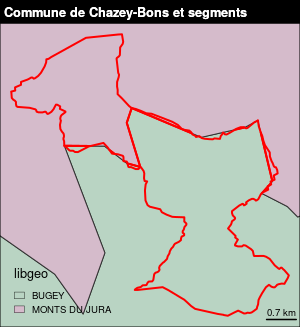 Commune de Chazey-Bons et segments
libgeo
BUGEY
MONTS DU JURA
0.7 km